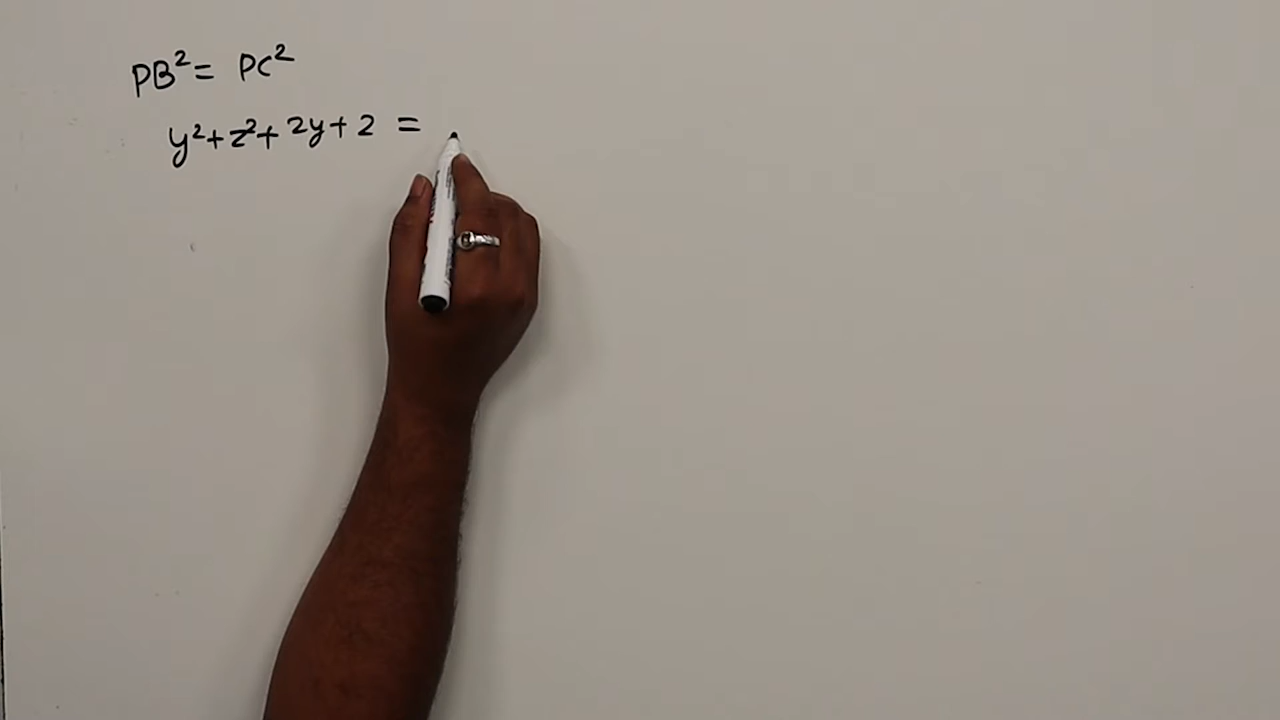 PB² = PC²
y² + z² + 2y + 2 =